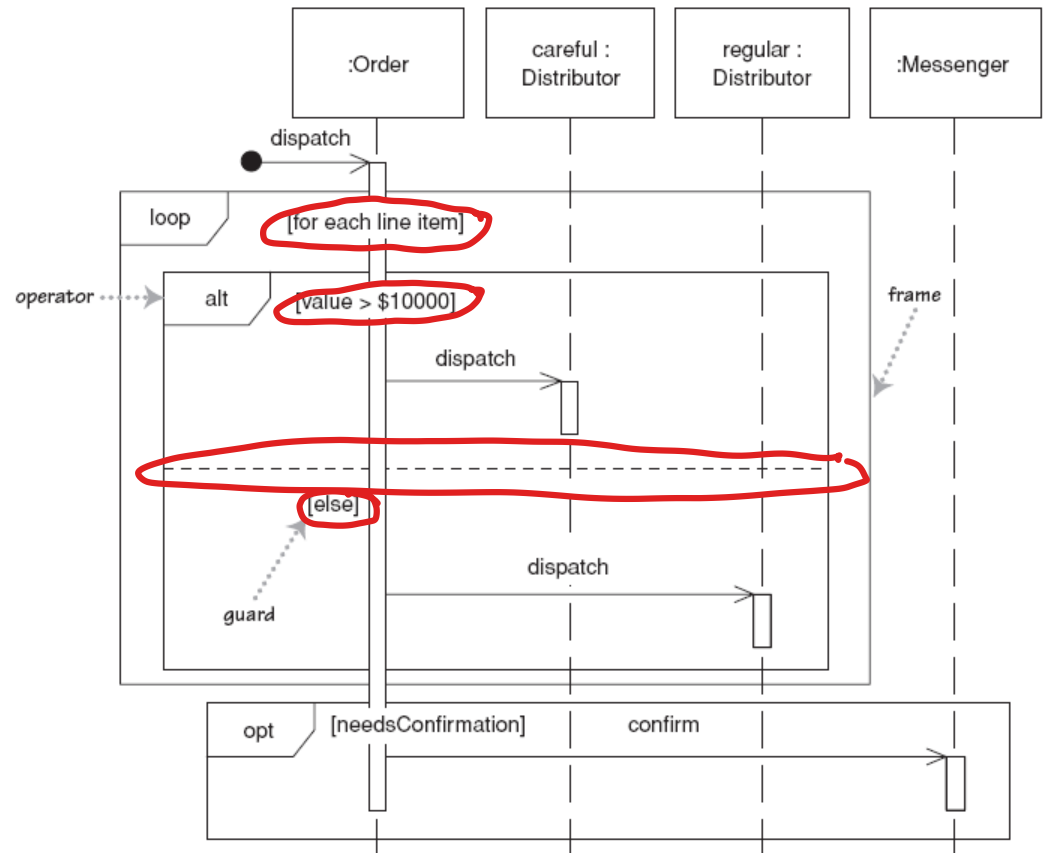 :Order
careful :
Distributor
regular :
Distributor
:Messenger
dispatch
loop
[for each line item]
operator
alt
[value > $10000]
frame
dispatch
[else]
dispatch
guard
opt
[needsConfirmation]
confirm